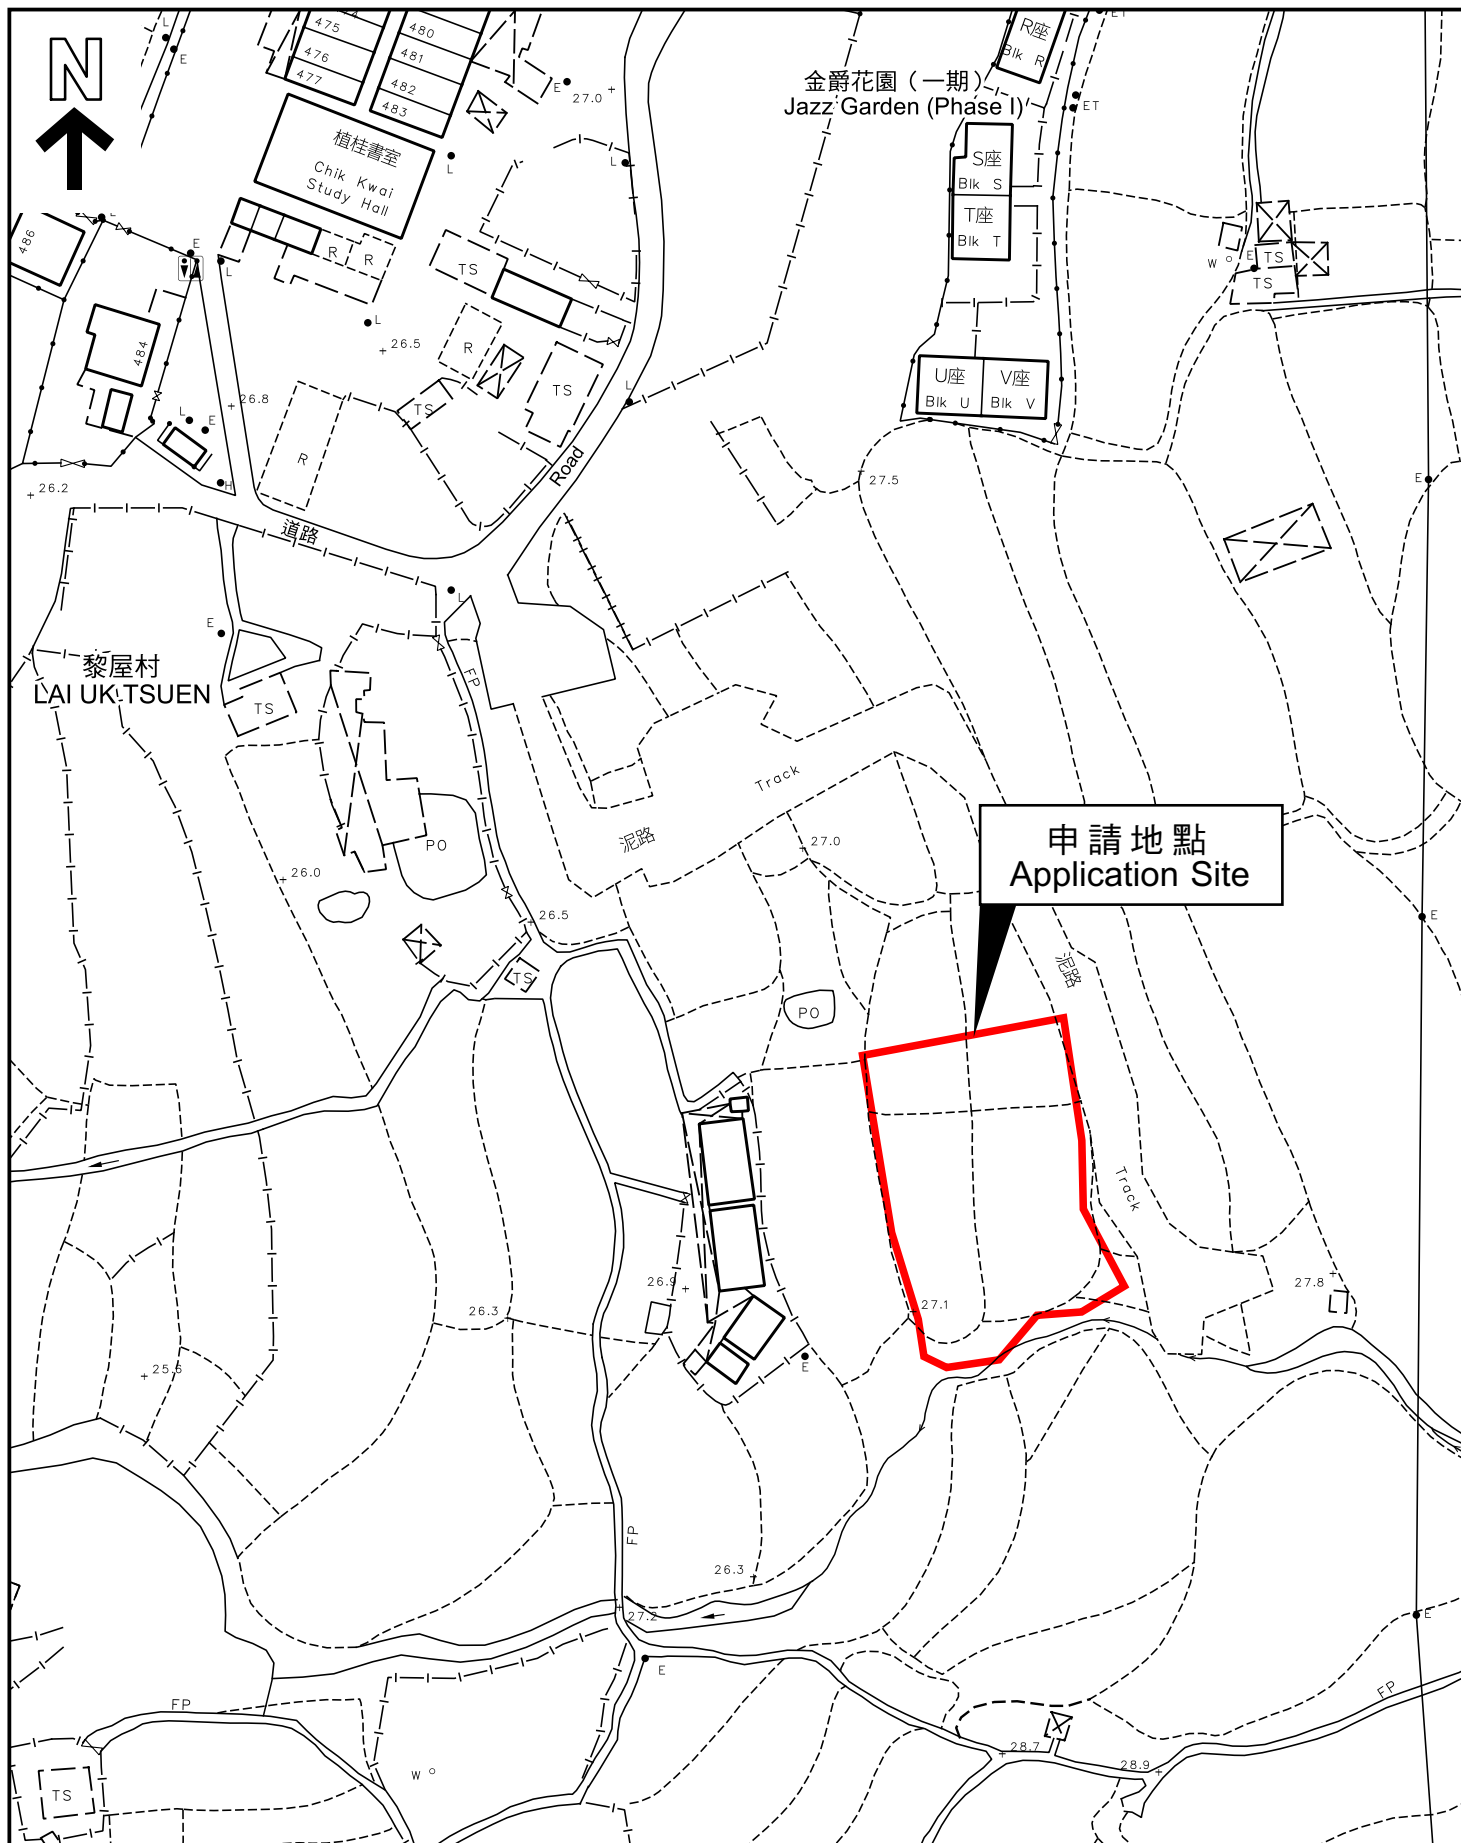 N
475
476
477
480
481
482
483
L
E
E
27.0
植桂書室
Chik Kwai
Study Hall
L
L
金爵花園（一期）
Jazz Garden (Phase I)
R座
Blk R
ET
ET
S座
Blk S
T座
Blk T
U座
Blk U
V座
Blk V
W
E
TS
TS
486
E
L
R
R
TS
L
26.5
R
TS
TS
L
484
26.8
L
E
R
H
26.2
道路
Road
27.5
E
L
E
黎屋村
LAI UK TSUEN
TS
FP
Track
泥路
PO
26.0
26.5
27.0
TS
申請地點
Application Site
E
泥路
PO
Track
26.9
26.3
27.1
27.8
25.6
E
FP
26.3
27.2
E
E
FP
FP
W
28.7
28.9
TS